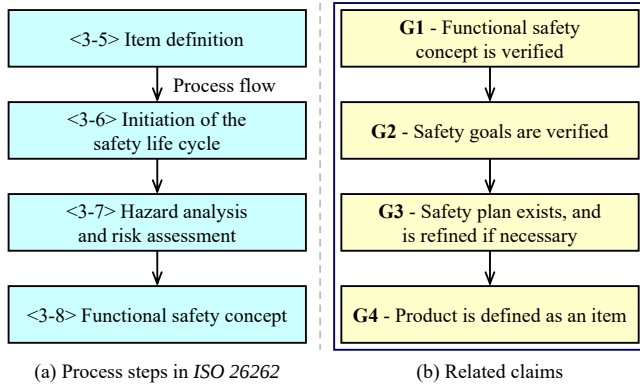 <3-5> Item definition
Process flow
<3-6> Initiation of the
safety life cycle
<3-7> Hazard analysis
and risk assessment
<3-8> Functional safety concept
(a) Process steps in ISO 26262
G1 - Functional safety
concept is verified
G2 - Safety goals are verified
G3 - Safety plan exists, and
is refined if necessary
G4 - Product is defined as an item
(b) Related claims